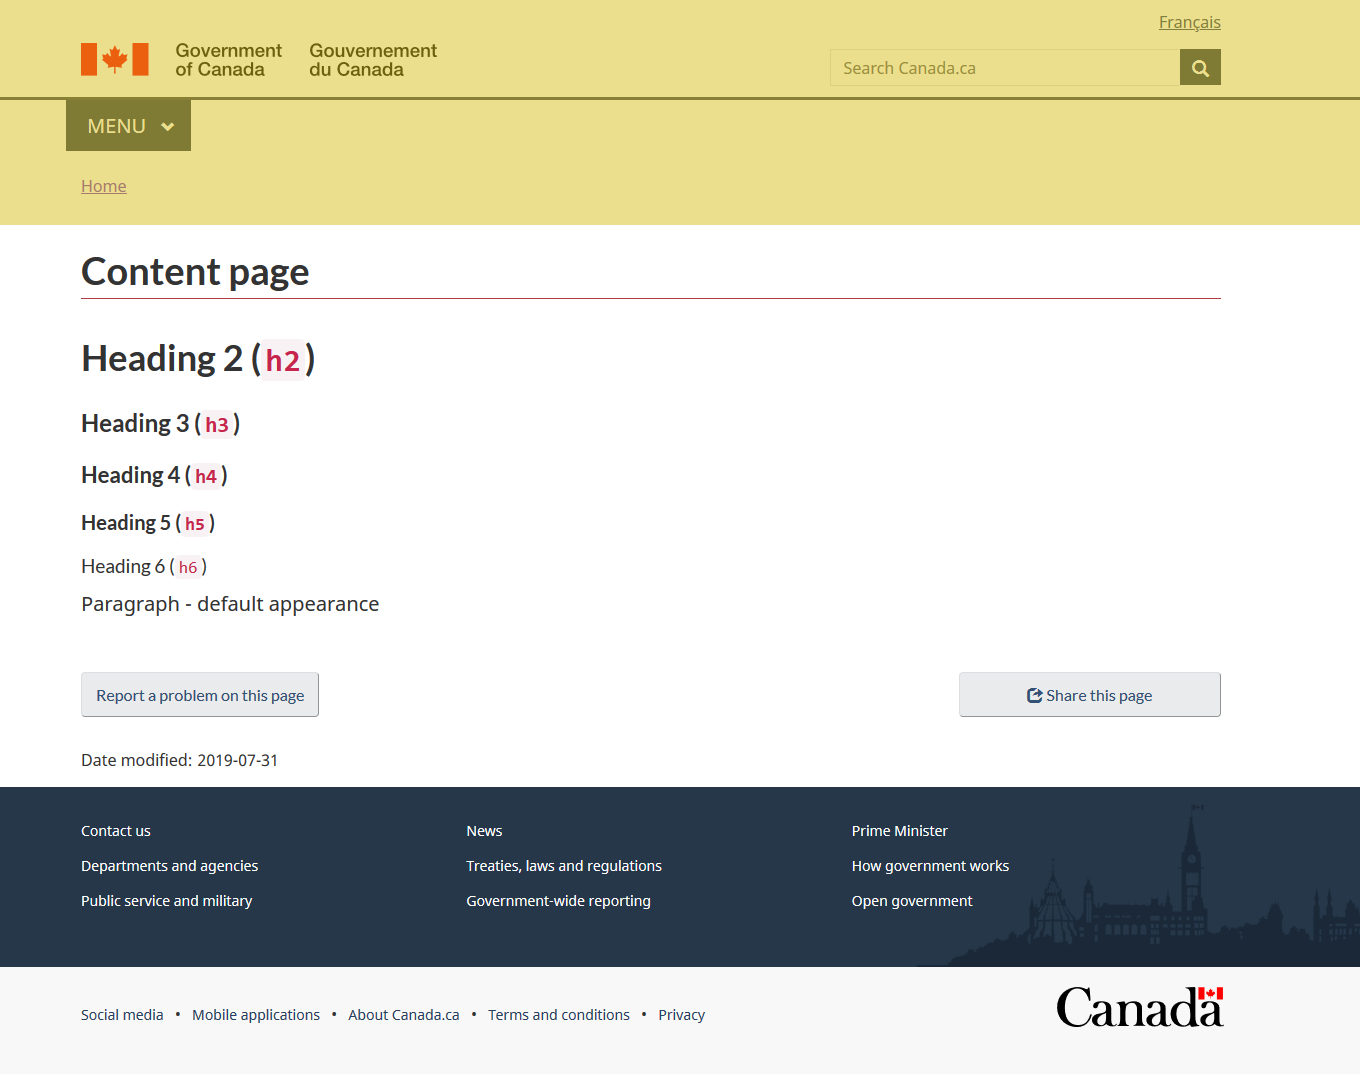 Français
Government of Canada
Gouvernement du Canada
Search Canada.ca
MENU
Home
Content page
Heading 2 (h2)
Heading 3 (h3)
Heading 4 (h4)
Heading 5 (h5)
Heading 6 (h6)
Paragraph - default appearance
Report a problem on this page
Share this page
Date modified: 2019-07-31
Contact us
News
Prime Minister
Departments and agencies
Treaties, laws and regulations
How government works
Public service and military
Government-wide reporting
Open government
Social media • Mobile applications • About Canada.ca • Terms and conditions • Privacy
Canada